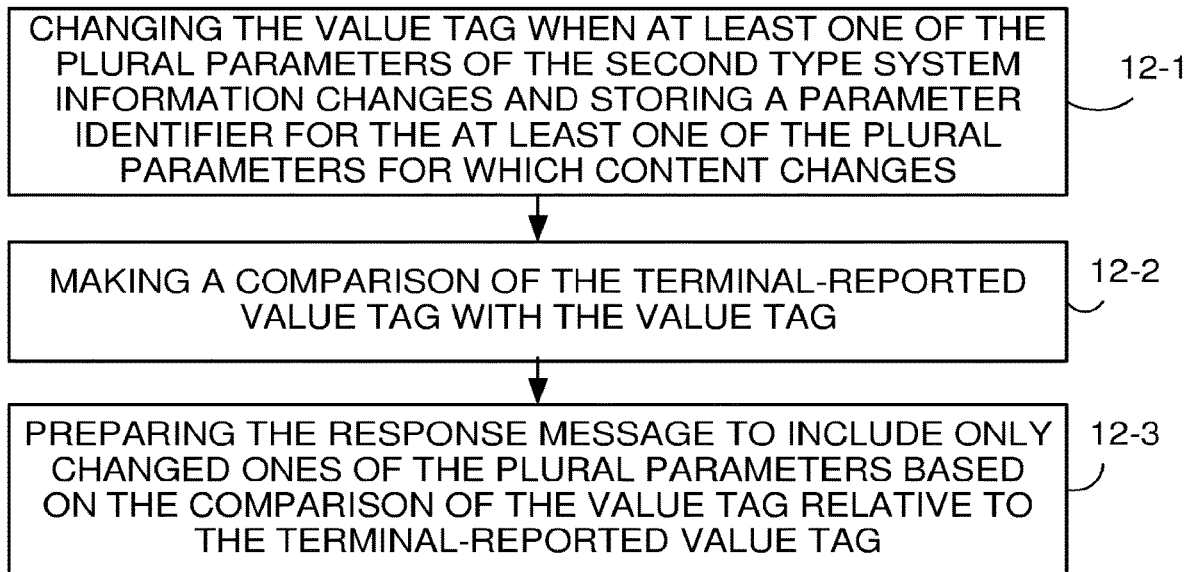 CHANGING THE VALUE TAG WHEN AT LEAST ONE OF THE
PLURAL PARAMETERS OF THE SECOND TYPE SYSTEM
INFORMATION CHANGES AND STORING A PARAMETER
IDENTIFIER FOR THE AT LEAST ONE OF THE PLURAL
PARAMETERS FOR WHICH CONTENT CHANGES
12-1
MAKING A COMPARISON OF THE TERMINAL-REPORTED
VALUE TAG WITH THE VALUE TAG
12-2
PREPARING THE RESPONSE MESSAGE TO INCLUDE ONLY
CHANGED ONES OF THE PLURAL PARAMETERS BASED
ON THE COMPARISON OF THE VALUE TAG RELATIVE TO
THE TERMINAL-REPORTED VALUE TAG
12-3